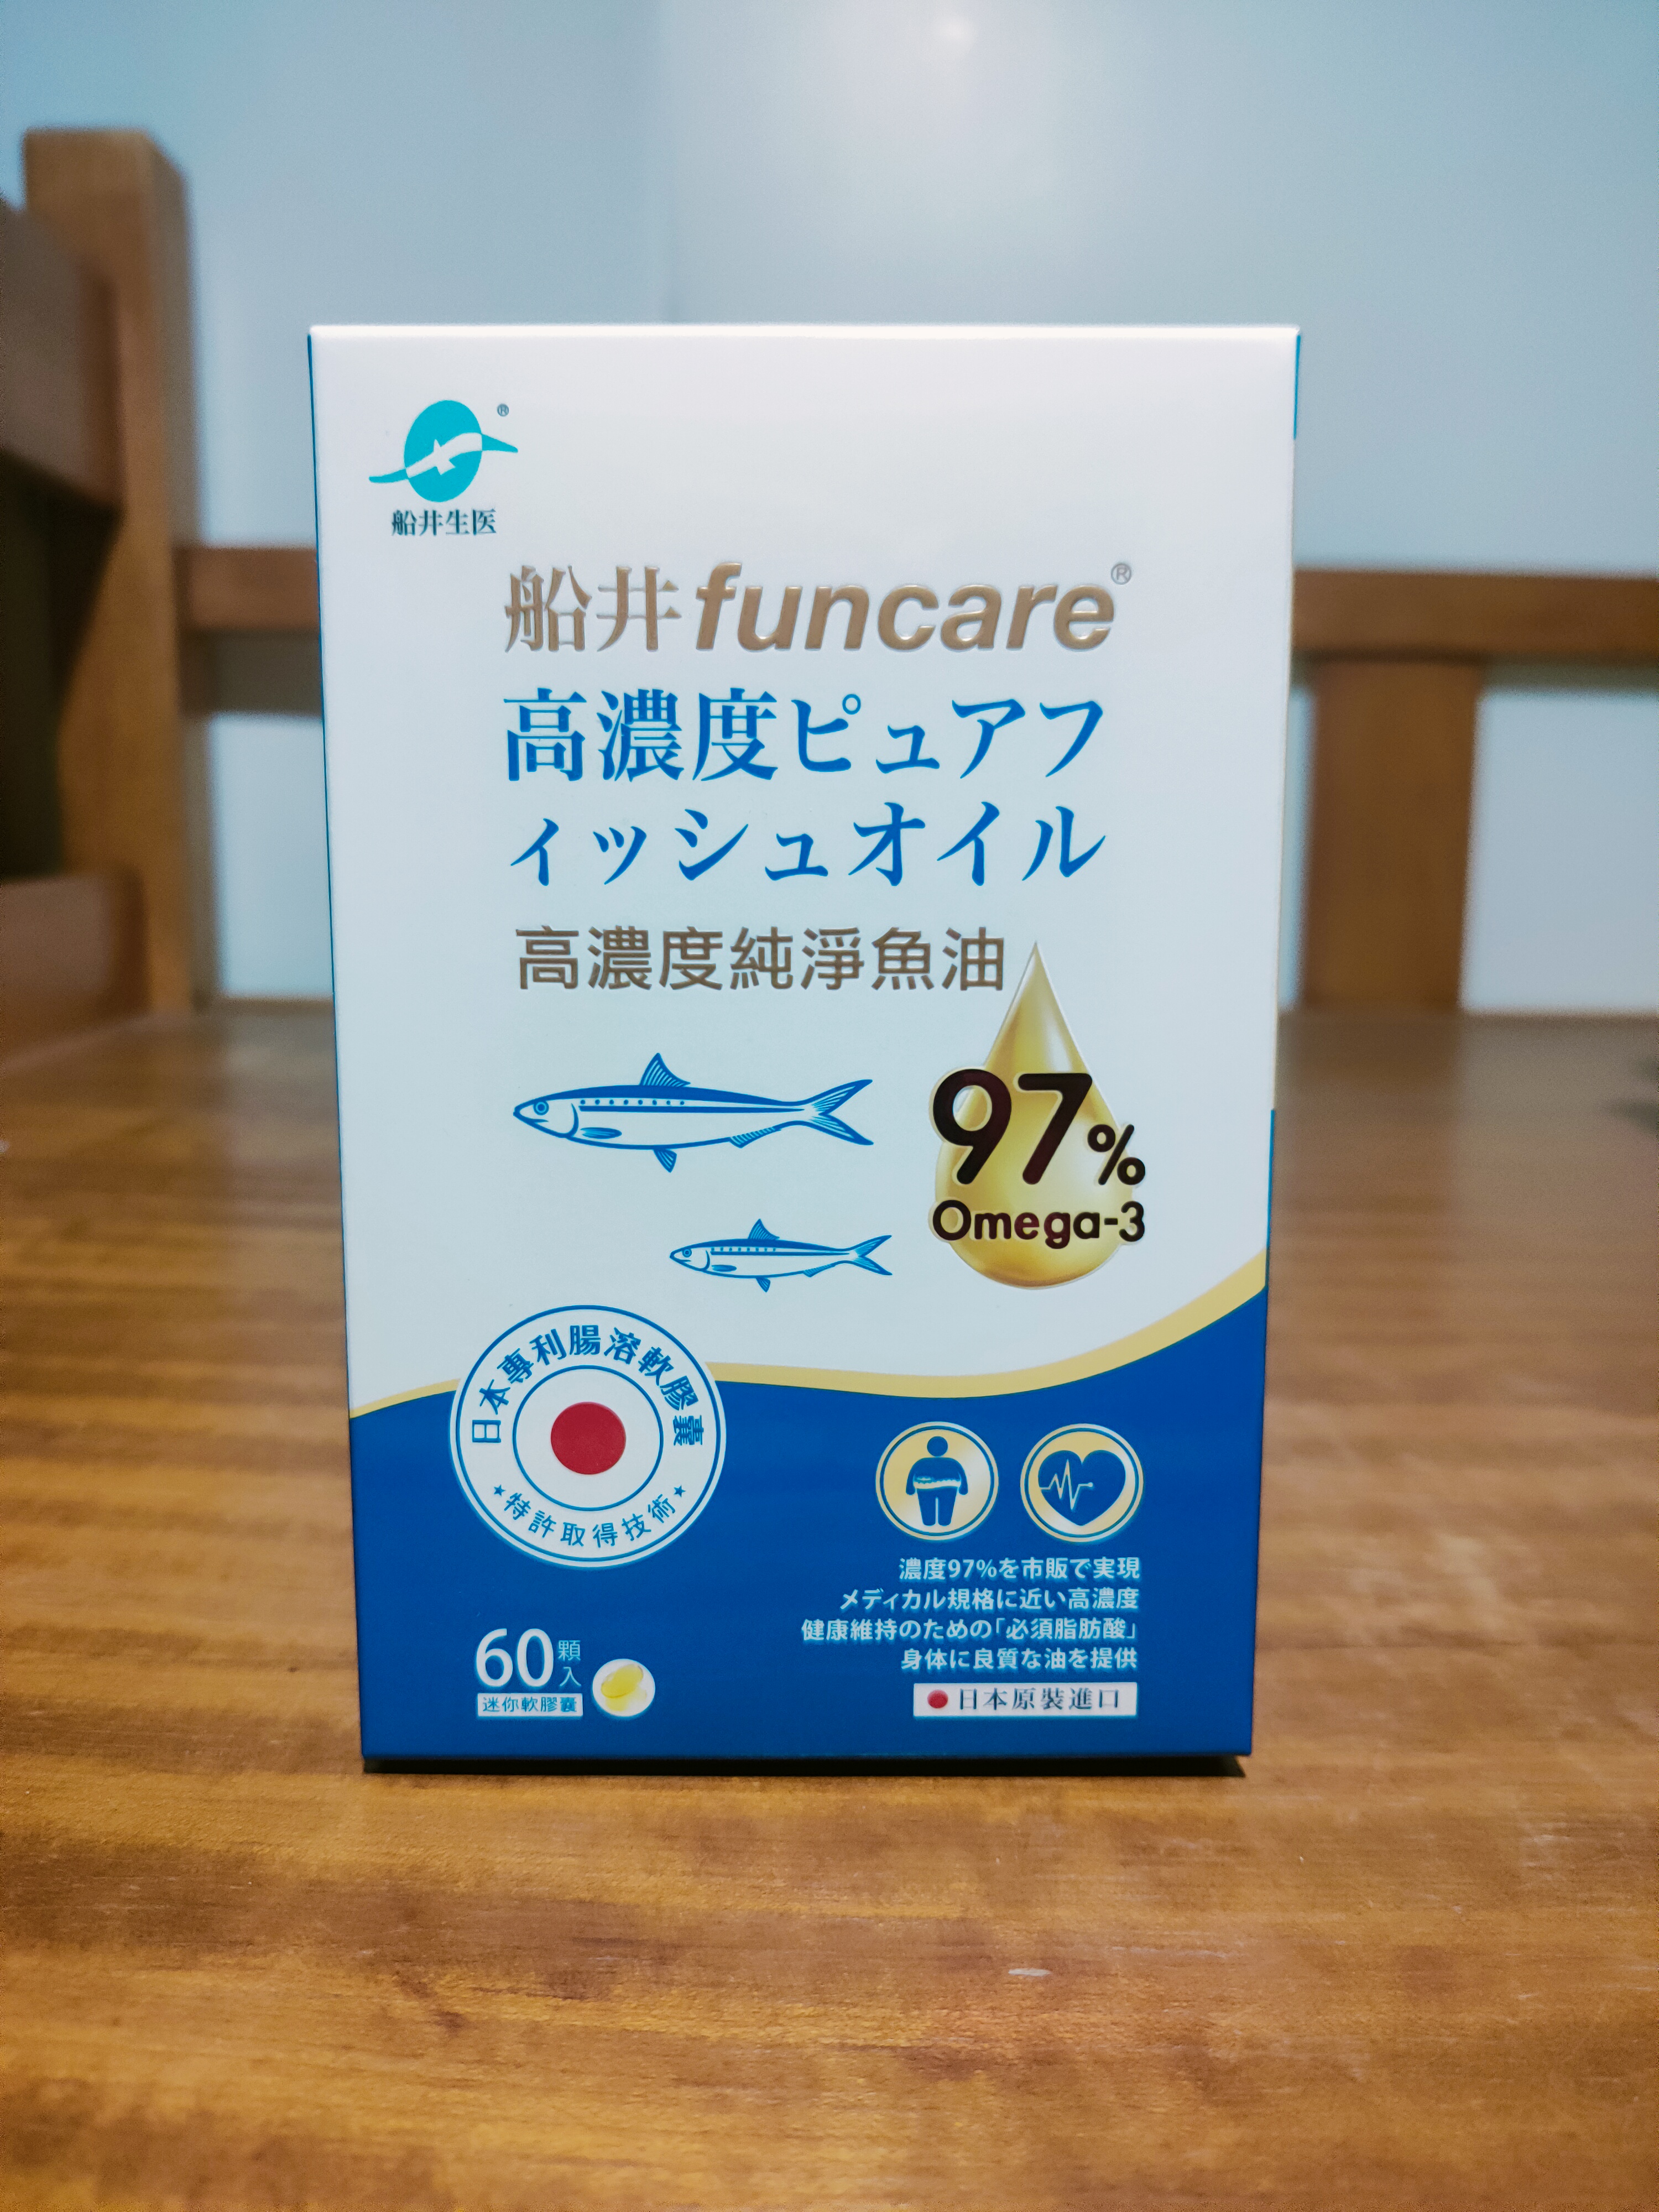 ®
船井生医
船井funcare®
高濃度ピュアフ
ィッシュオイル
高濃度純淨魚油
97%
Omega-3
日本專利腸溶軟膠囊
★特許取得技術★
濃度97%を市販で実現
メディカル規格に近い高濃度
健康維持のための「必須脂肪酸」
身体に良質な油を提供
日本原裝進口
60顆入
迷你軟膠囊